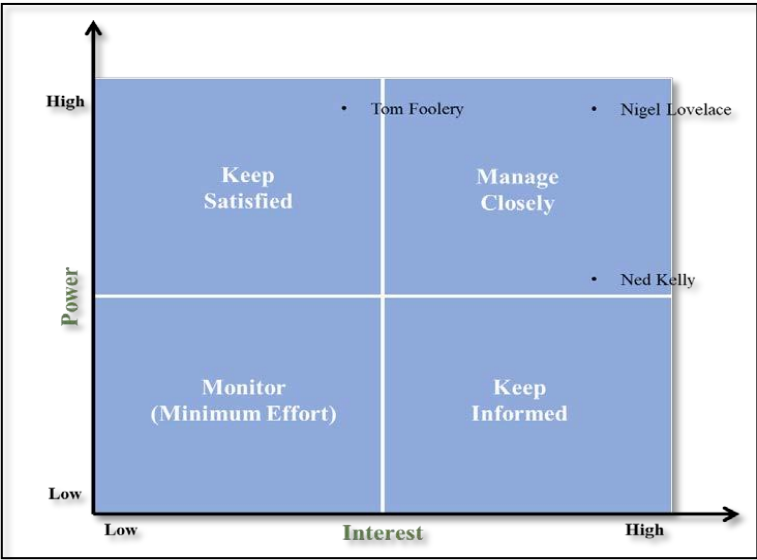 High
• Tom Foolery
• Nigel Lovelace
Keep
Satisfied
Manage
Closely
Power
• Ned Kelly
Monitor
(Minimum Effort)
Keep
Informed
Low
Low
Interest
High